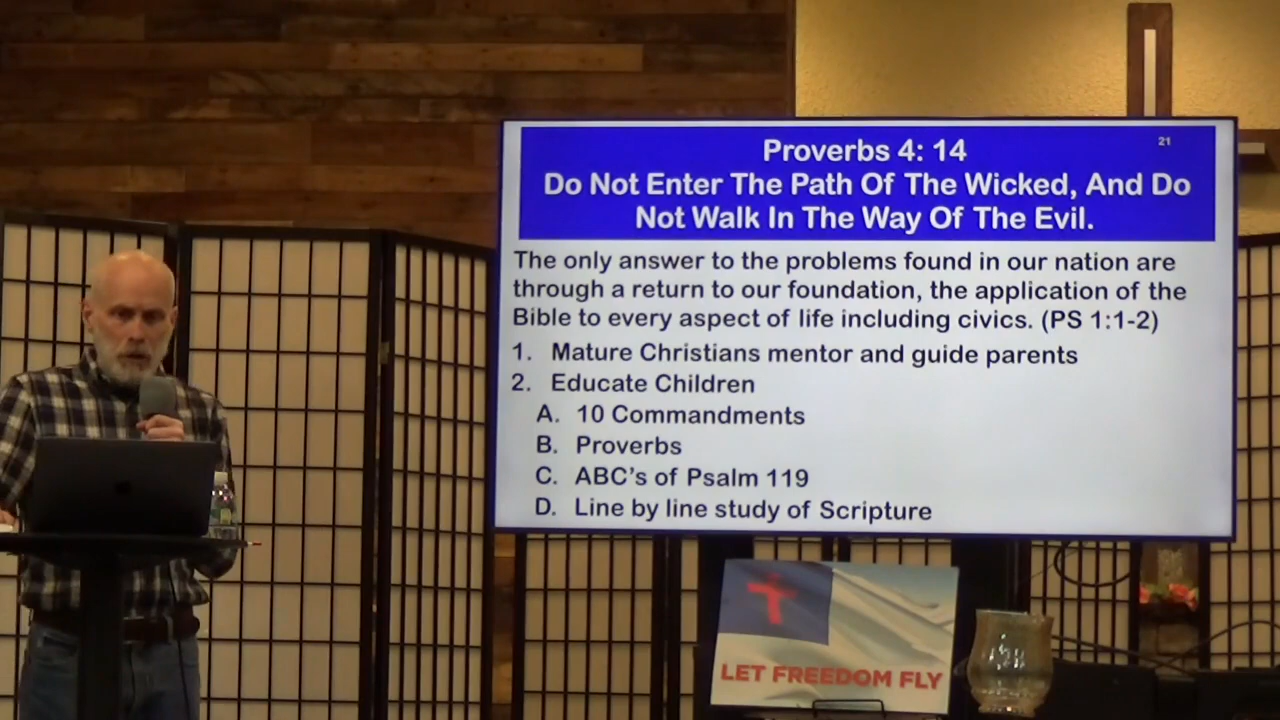 21
Proverbs 4: 14
Do Not Enter The Path Of The Wicked, And Do
Not Walk In The Way Of The Evil.
The only answer to the problems found in our nation are
through a return to our foundation, the application of the
Bible to every aspect of life including civics. (PS 1:1-2)
1. Mature Christians mentor and guide parents
2. Educate Children
A. 10 Commandments
B. Proverbs
C. ABC's of Psalm 119
D. Line by line study of Scripture
LET FREEDOM FLY